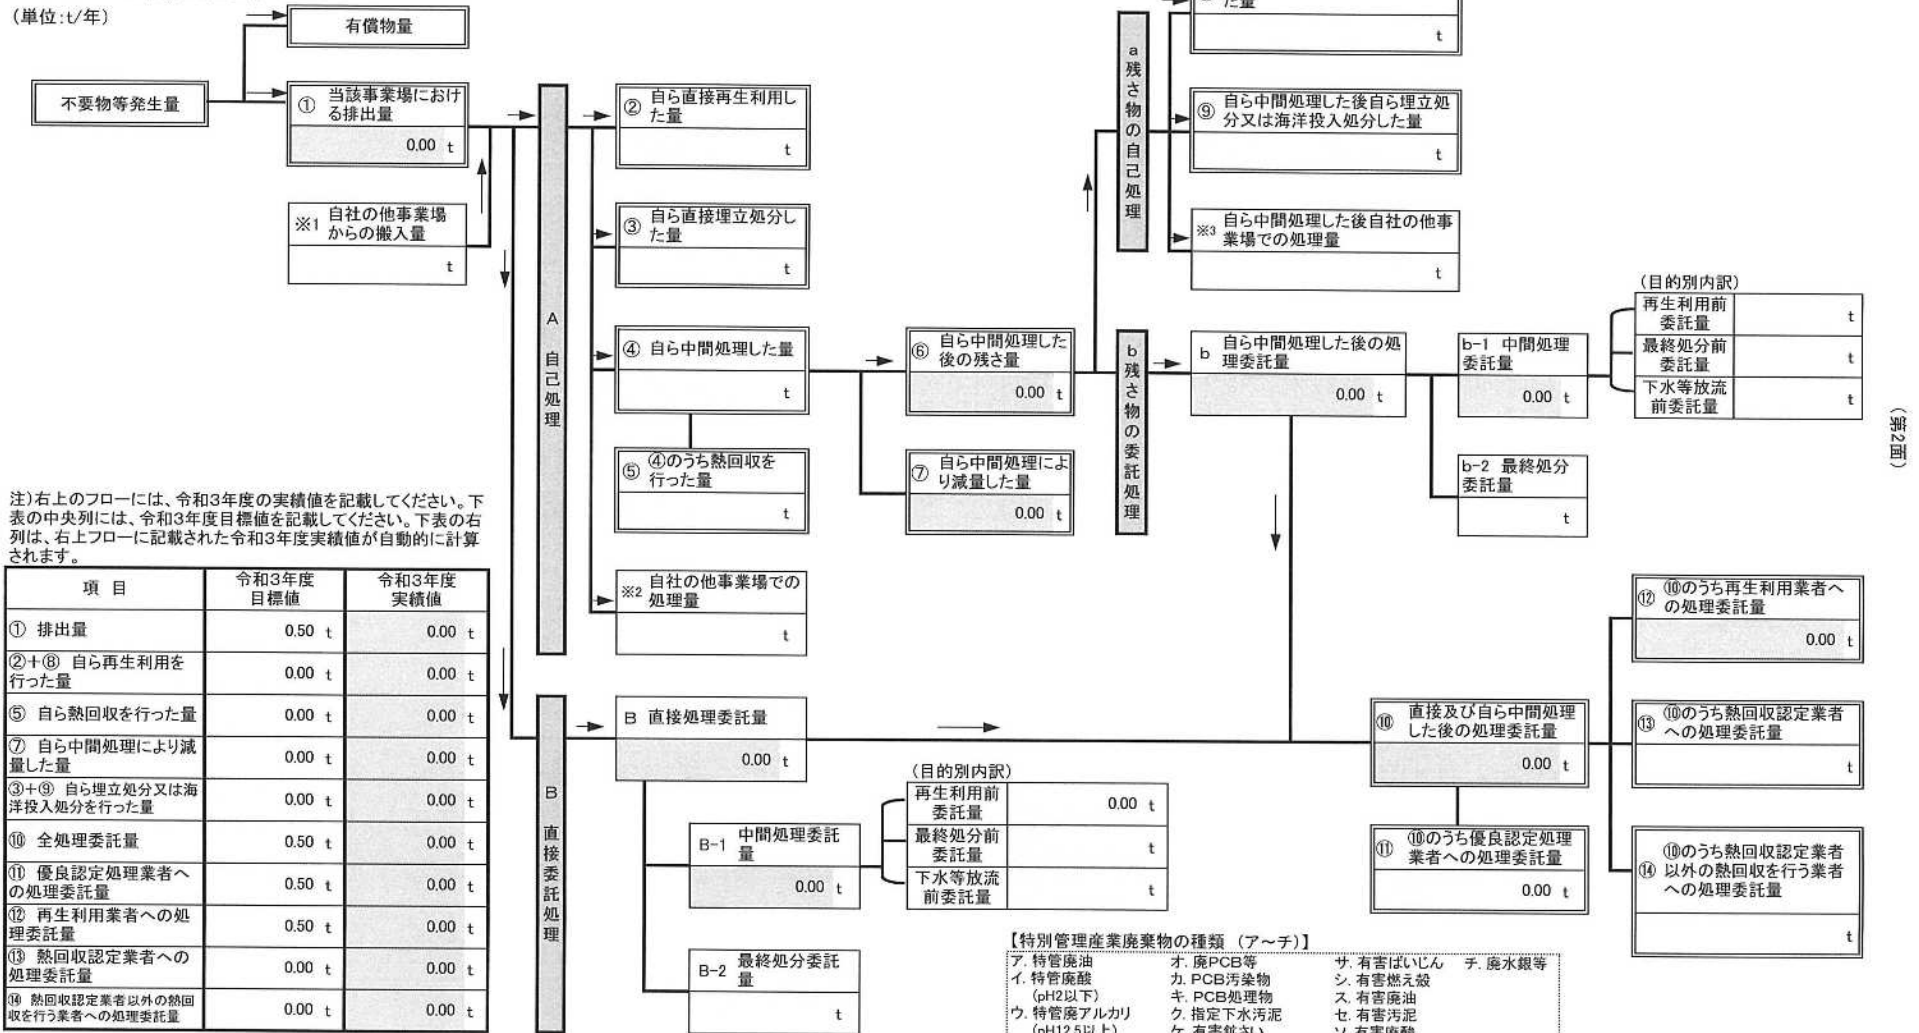 (単位:t/年)
有償物量
不要物等発生量
① 当該事業場におけ
る排出量
0.00 t
※1 自社の他事業場
からの搬入量
t
A 自己処理
② 自ら直接再生利用し
た量
t
③ 自ら直接埋立処分し
た量
t
④ 自ら中間処理した量
t
⑤ ④のうち熱回収を
行った量
t
※2 自社の他事業場での
処理量
t
⑥ 自ら中間処理した
後の残さ量
0.00 t
⑦ 自ら中間処理によ
り減量した量
0.00 t
a 残さ物の自己処理
た量
t
⑨ 自ら中間処理した後自ら埋立処
分又は海洋投入処分した量
t
※3 自ら中間処理した後自社の他事
業場での処理量
t
b 残さ物の委託処理
b 自ら中間処理した後の処
理委託量
0.00 t
b-1 中間処理
委託量
0.00 t
(目的別内訳)
再生利用前
委託量
t
最終処分前
委託量
t
下水等放流
前委託量
t
b-2 最終処分
委託量
t
(第2面)
注)右上のフローには、令和3年度の実績値を記載してください。下
表の中央列には、令和3年度目標値を記載してください。下表の右
列は、右上フローに記載された令和3年度実績値が自動的に計算
されます。
項 目 令和3年度 令和3年度
目標値 実績値
① 排出量 0.50 t 0.00 t
②+⑧ 自ら再生利用を
行った量 0.00 t 0.00 t
⑤ 自ら熱回収を行った量 0.00 t 0.00 t
⑦ 自ら中間処理により減
量した量 0.00 t 0.00 t
③+⑨ 自ら埋立処分又は海
洋投入処分を行った量 0.00 t 0.00 t
⑩ 全処理委託量 0.50 t 0.00 t
⑪ 優良認定処理業者へ
の処理委託量 0.50 t 0.00 t
⑫ 再生利用業者への処
理委託量 0.50 t 0.00 t
⑬ 熱回収認定業者への
処理委託量 0.00 t 0.00 t
⑭ 熱回収認定業者以外の熱回
収を行う業者への処理委託量 0.00 t 0.00 t
B 直接委託処理
B 直接処理委託量
0.00 t
B-1 中間処理委託
量
0.00 t
(目的別内訳)
再生利用前
委託量
0.00 t
最終処分前
委託量
t
下水等放流
前委託量
t
B-2 最終処分委託
量
t
⑩ 直接及び自ら中間処理
した後の処理委託量
0.00 t
⑪ ⑩のうち優良認定処理
業者への処理委託量
0.00 t
⑫ ⑩のうち再生利用業者へ
の処理委託量
0.00 t
⑬ ⑩のうち熱回収認定業者
への処理委託量
t
⑭ ⑩のうち熱回収認定業者
以外の熱回収を行う業者
への処理委託量
t
【特別管理産業廃棄物の種類 (ア~チ)】
ア. 特管廃油 オ. 廃PCB等 サ. 有害ばいじん チ. 廃水銀等
イ. 特管廃酸 カ. PCB汚染物 シ. 有害燃え殻
(pH2以下) キ. PCB処理物 ス. 有害廃油
ウ. 特管廃アルカリ ク. 指定下水汚泥 セ. 有害汚泥
(pH12.5以上) ケ. 有害鉱さい ソ. 有害廃酸